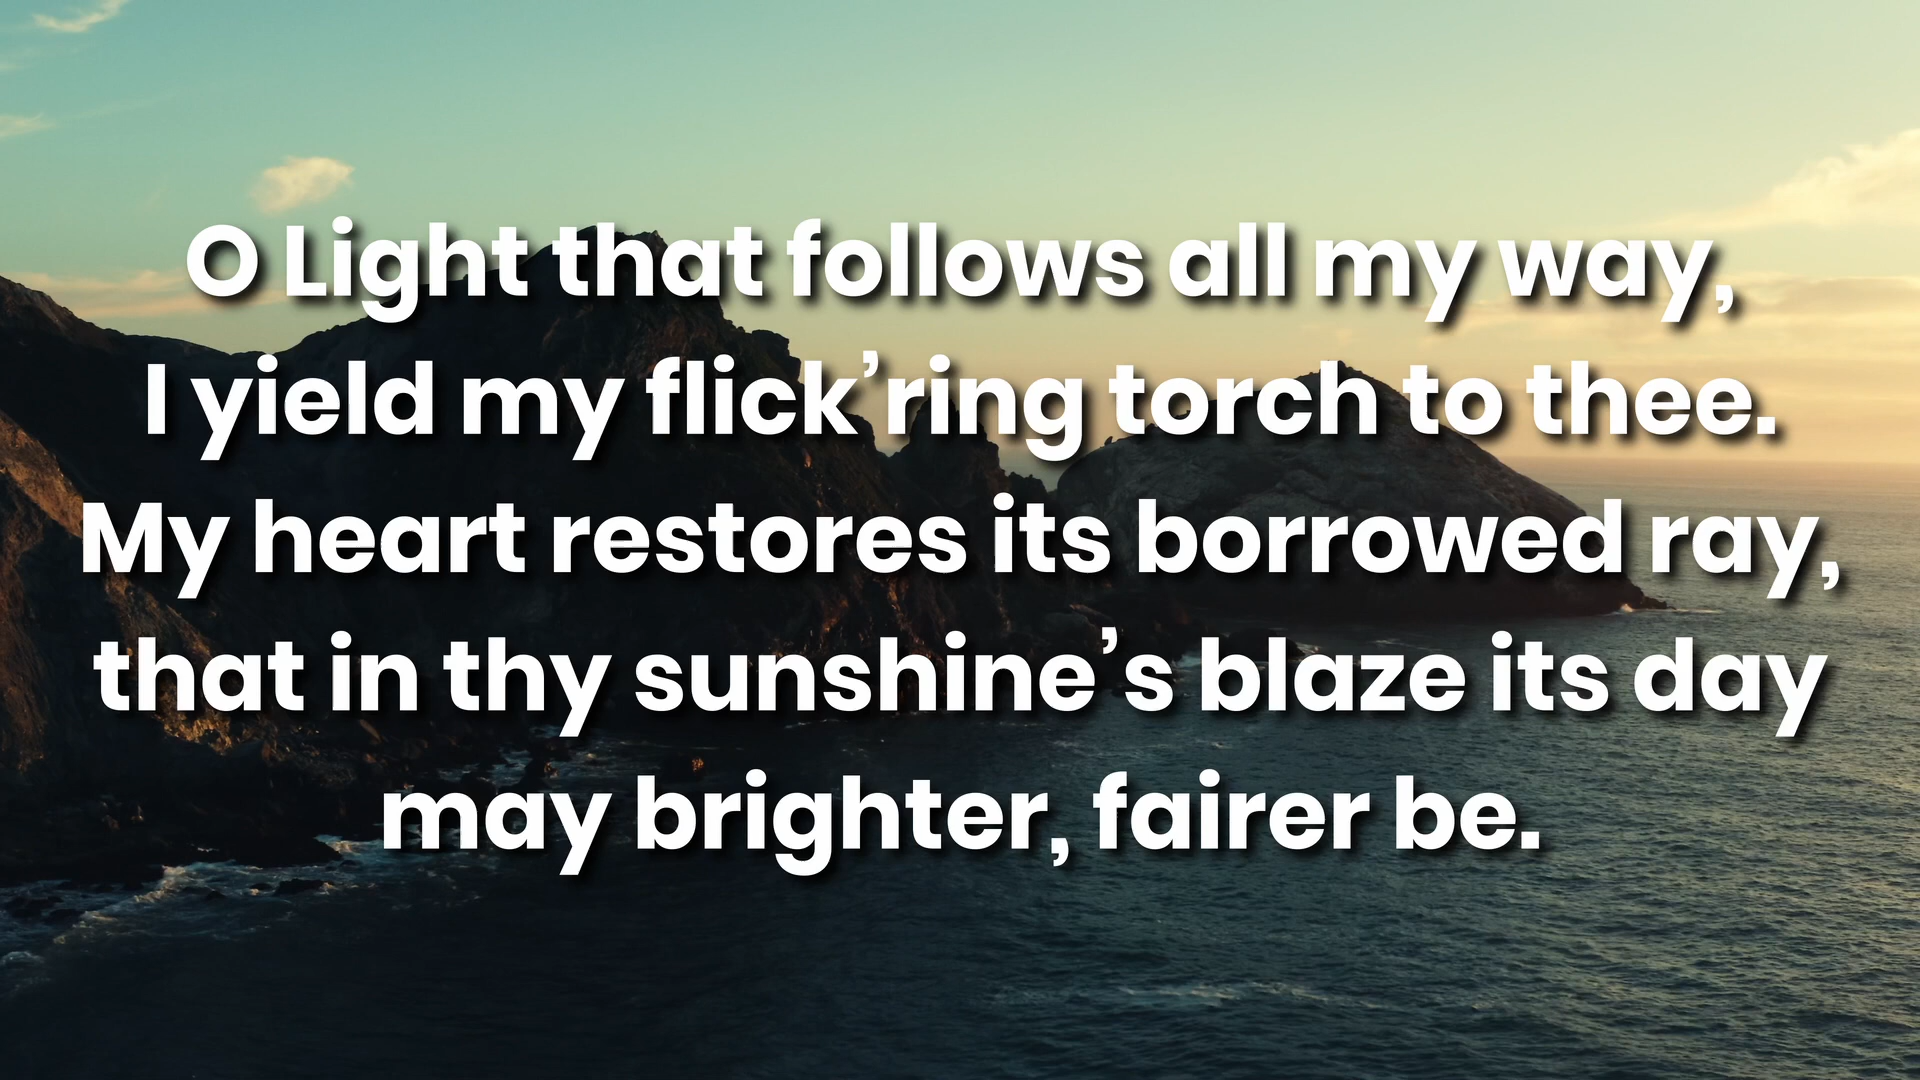 O Light that follows all my way,
I yield my flick’ring torch to thee.
My heart restores its borrowed ray,
that in thy sunshine’s blaze its day
may brighter, fairer be.